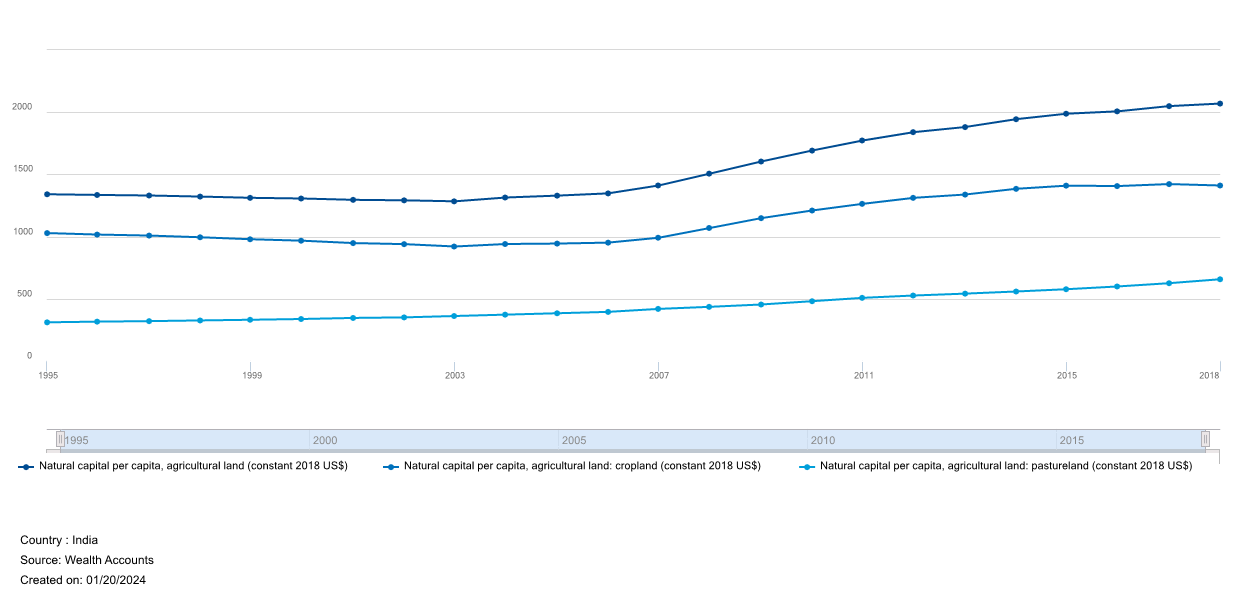 2000
1500
1000
500
0
1995 1999 2003 2007 2011 2015 2018
1995 2000 2005 2010 2015
Natural capital per capita, agricultural land (constant 2018 US$) Natural capital per capita, agricultural land: cropland (constant 2018 US$) Natural capital per capita, agricultural land: pastureland (constant 2018 US$)
Country : India
Source: Wealth Accounts
Created on: 01/20/2024